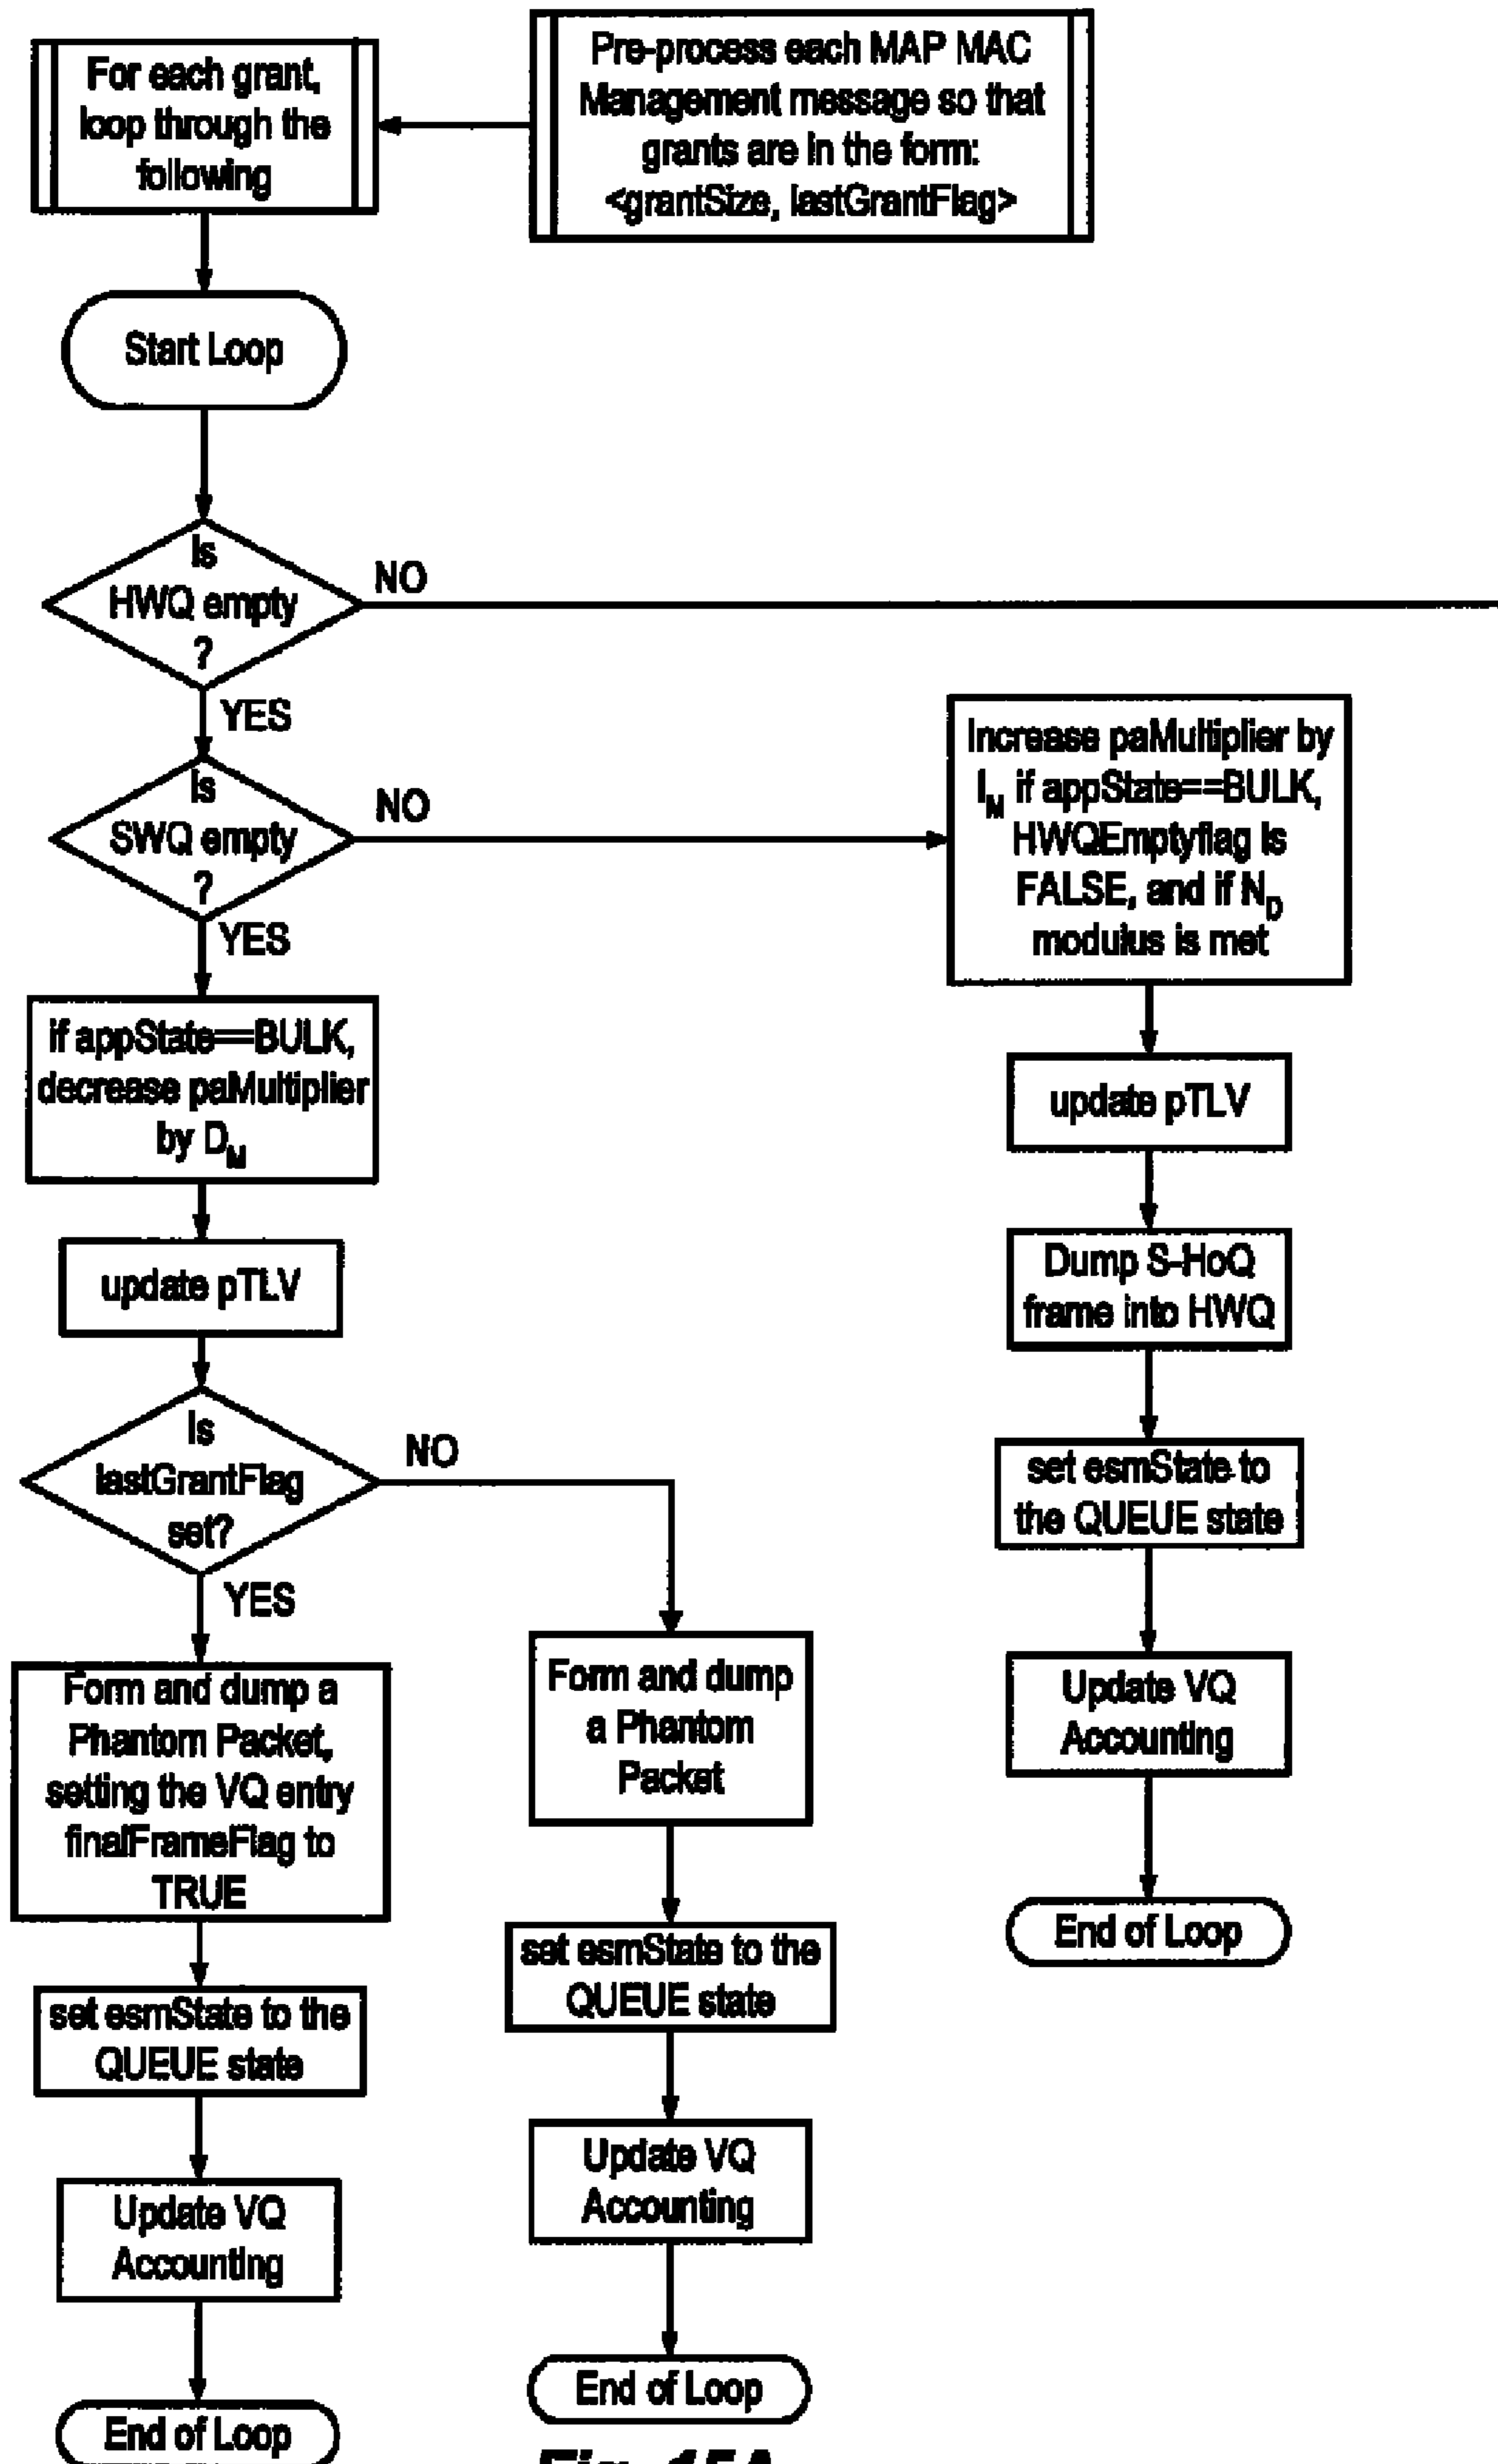 For each grant,
loop through the
following
Pre-process each MAP MAC
Management message so that
grants are in the form:
<grantSize, lastGrantFlag>
Start Loop
Is
HWQ empty
?
NO
YES
Is
SWQ empty
?
NO
YES
Increase paMultiplier by
I_M if appState==BULK,
HWQEmptyflag is
FALSE, and if N_D
modulus is met
if appState==BULK,
decrease paMultiplier
by D_M
update pTLV
update pTLV
Dump S-HoQ
frame into HWQ
Is
lastGrantFlag
set?
NO
YES
set esmState to
the QUEUE state
Form and dump a
Phantom Packet,
setting the VQ entry
finalFrameFlag to
TRUE
Form and dump
a Phantom
Packet
Update VQ
Accounting
End of Loop
set esmState to the
QUEUE state
set esmState to the
QUEUE state
Update VQ
Accounting
Update VQ
Accounting
End of Loop
End of Loop